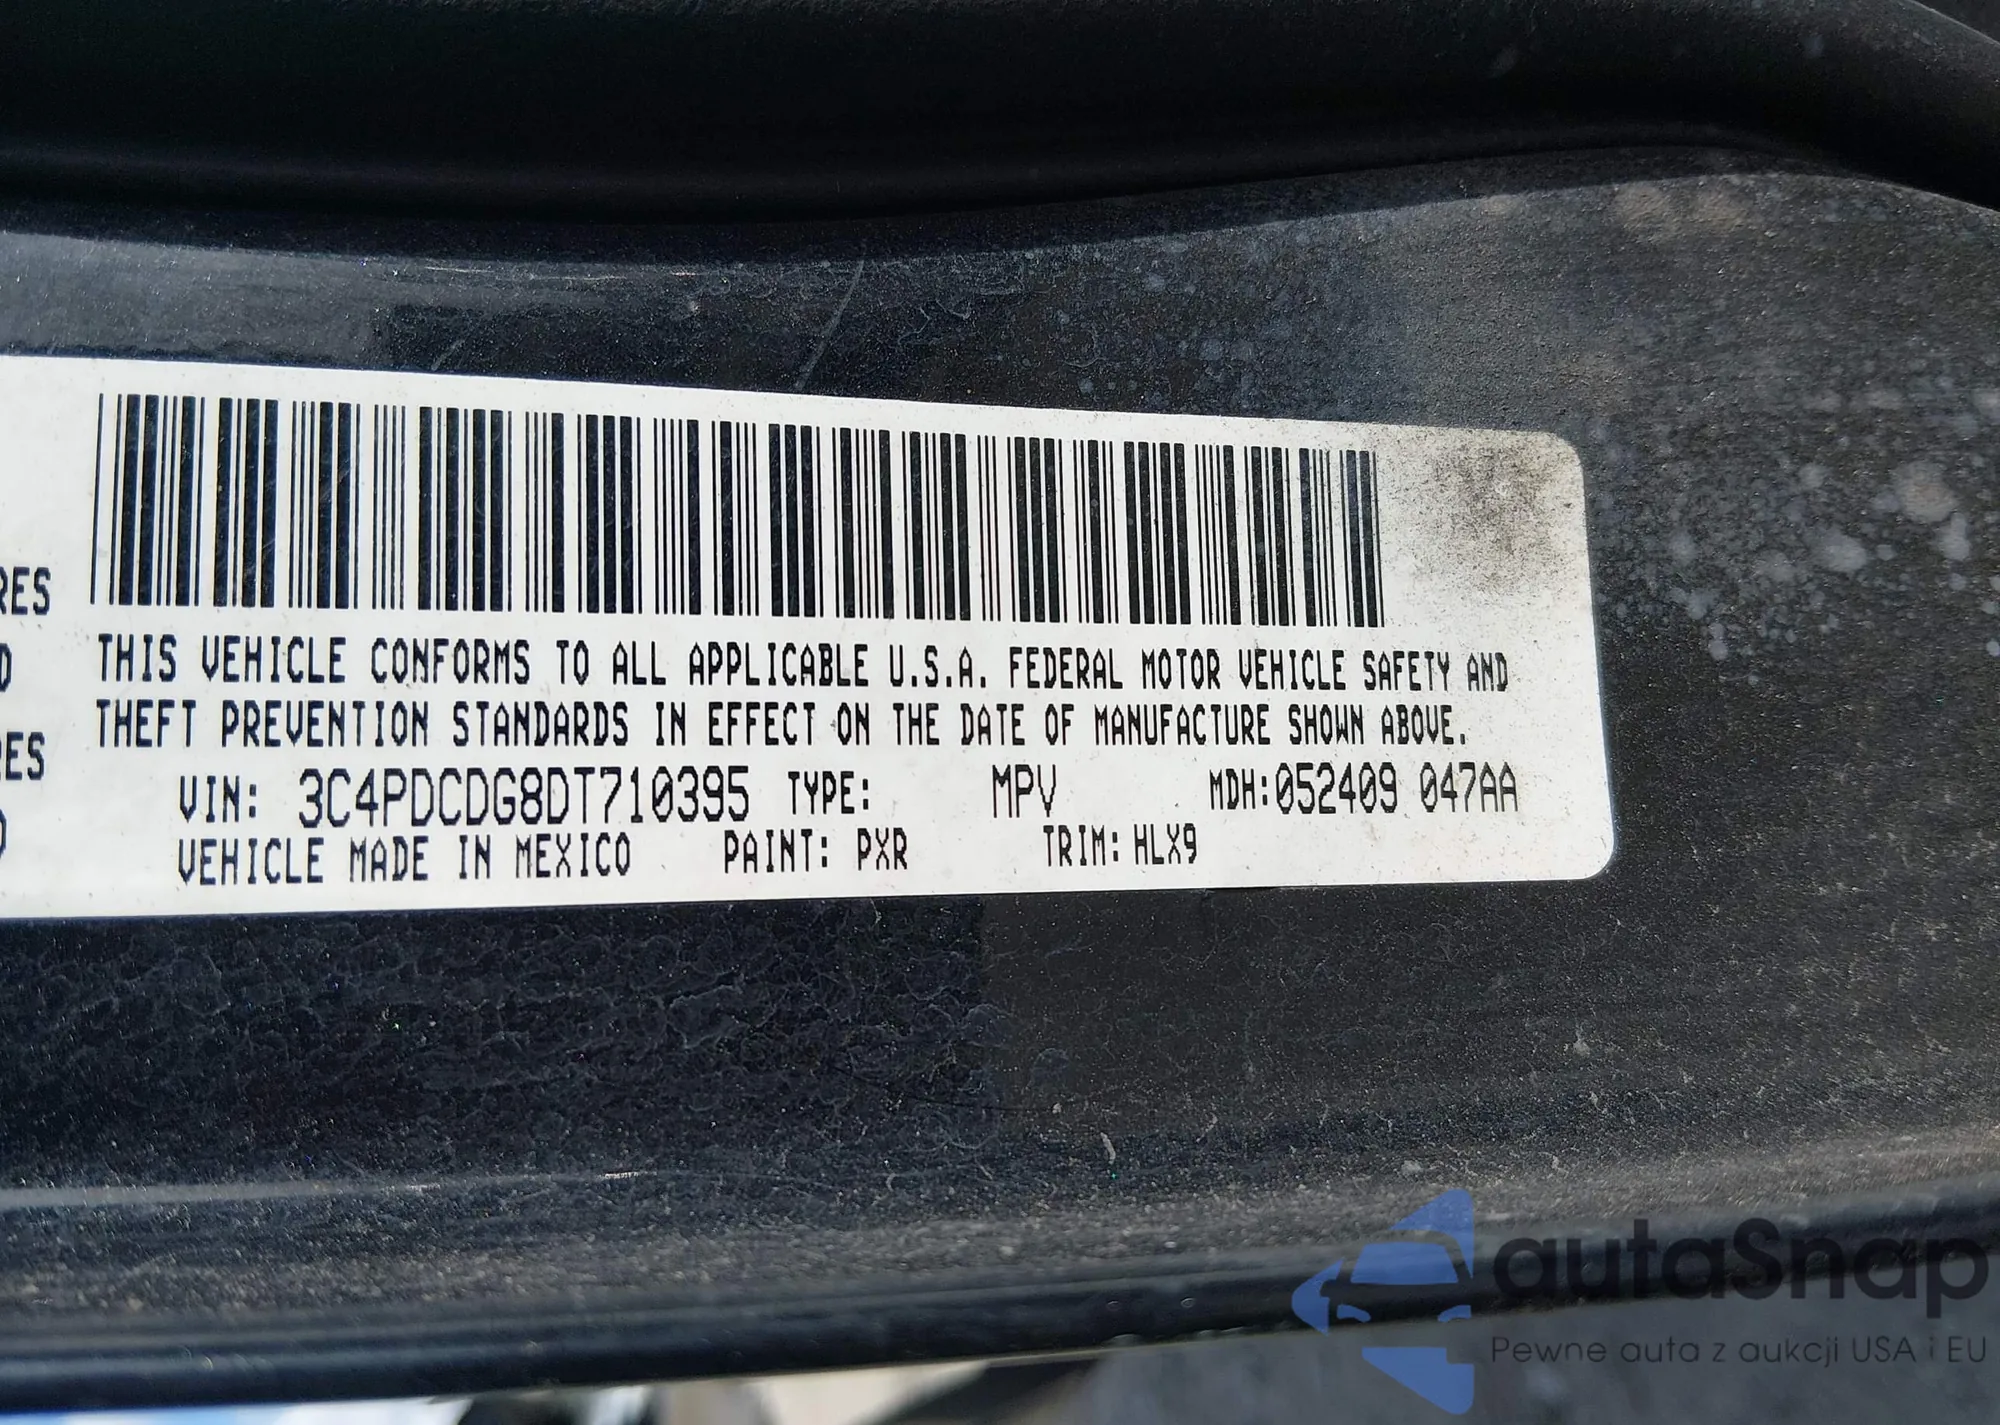 RES
THIS VEHICLE CONFORMS TO ALL APPLICABLE U.S.A. FEDERAL MOTOR VEHICLE SAFETY AND
THEFT PREVENTION STANDARDS IN EFFECT ON THE DATE OF MANUFACTURE SHOWN ABOVE.
VIN: 3C4PDCDG8DT710395 TYPE: MPV MDH:052409 047AA
VEHICLE MADE IN MEXICO PAINT: PXR TRIM: HLX9
autaSnap
Pewne auta z aukcji USA i EU